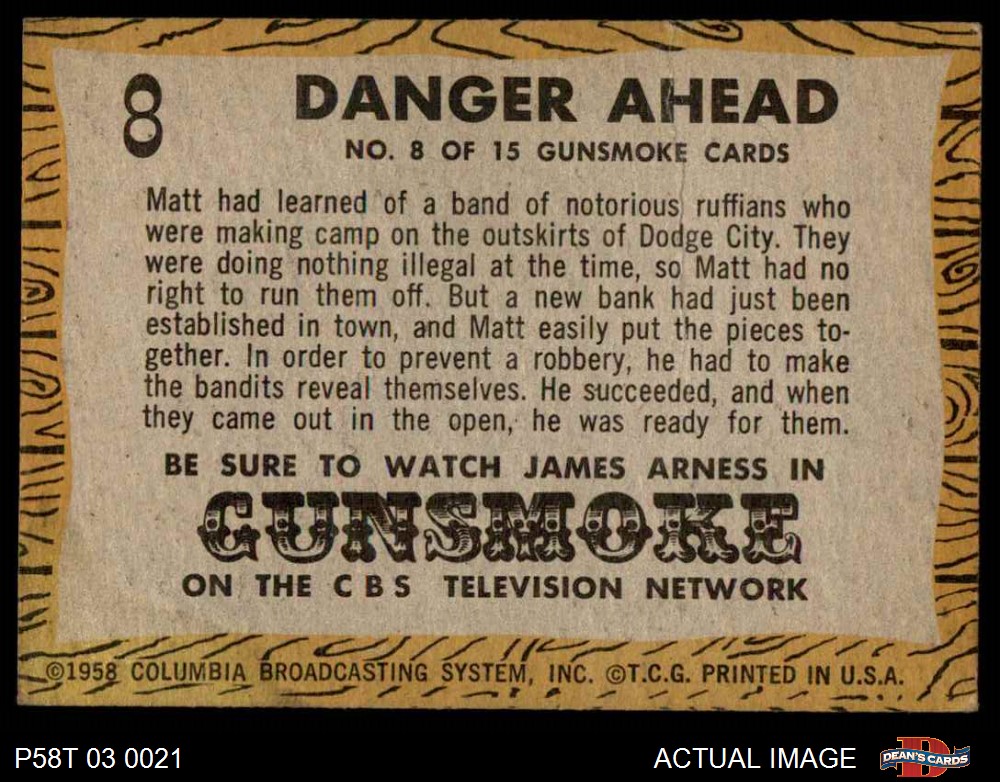 8
DANGER AHEAD
NO. 8 OF 15 GUNSMOKE CARDS
Matt had learned of a band of notorious ruffians who
were making camp on the outskirts of Dodge City. They
were doing nothing illegal at the time, so Matt had no
right to run them off. But a new bank had just been
established in town, and Matt easily put the pieces to-
gether. In order to prevent a robbery, he had to make
the bandits reveal themselves. He succeeded, and when
they came out in the open, he was ready for them.
BE SURE TO WATCH JAMES ARNESS IN
GUNSMOKE
ON THE CBS TELEVISION NETWORK
©1958 COLUMBIA BROADCASTING SYSTEM, INC. ©T.C.G. PRINTED IN U.S.A.
P58T 03 0021 ACTUAL IMAGE DEAN'S CARDS